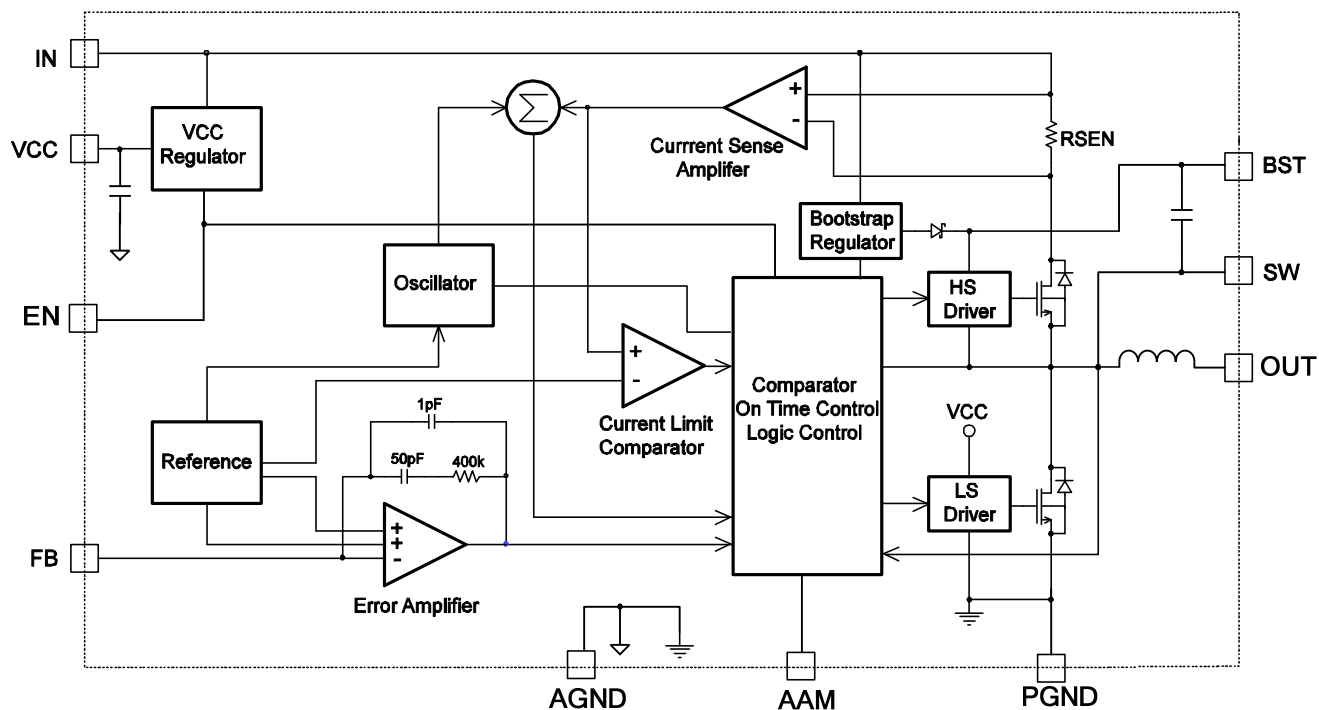 IN
VCC
Regulator
VCC
EN
Σ
+
-
Currrent Sense
Amplifer
RSEN
BST
Bootstrap
Regulator
SW
Oscillator
HS
Driver
+
-
Current Limit
Comparator
Comparator
On Time Control
Logic Control
OUT
1pF
50pF
400k
VCC
Reference
LS
Driver
+
+
-
FB
Error Amplifier
AGND
AAM
PGND